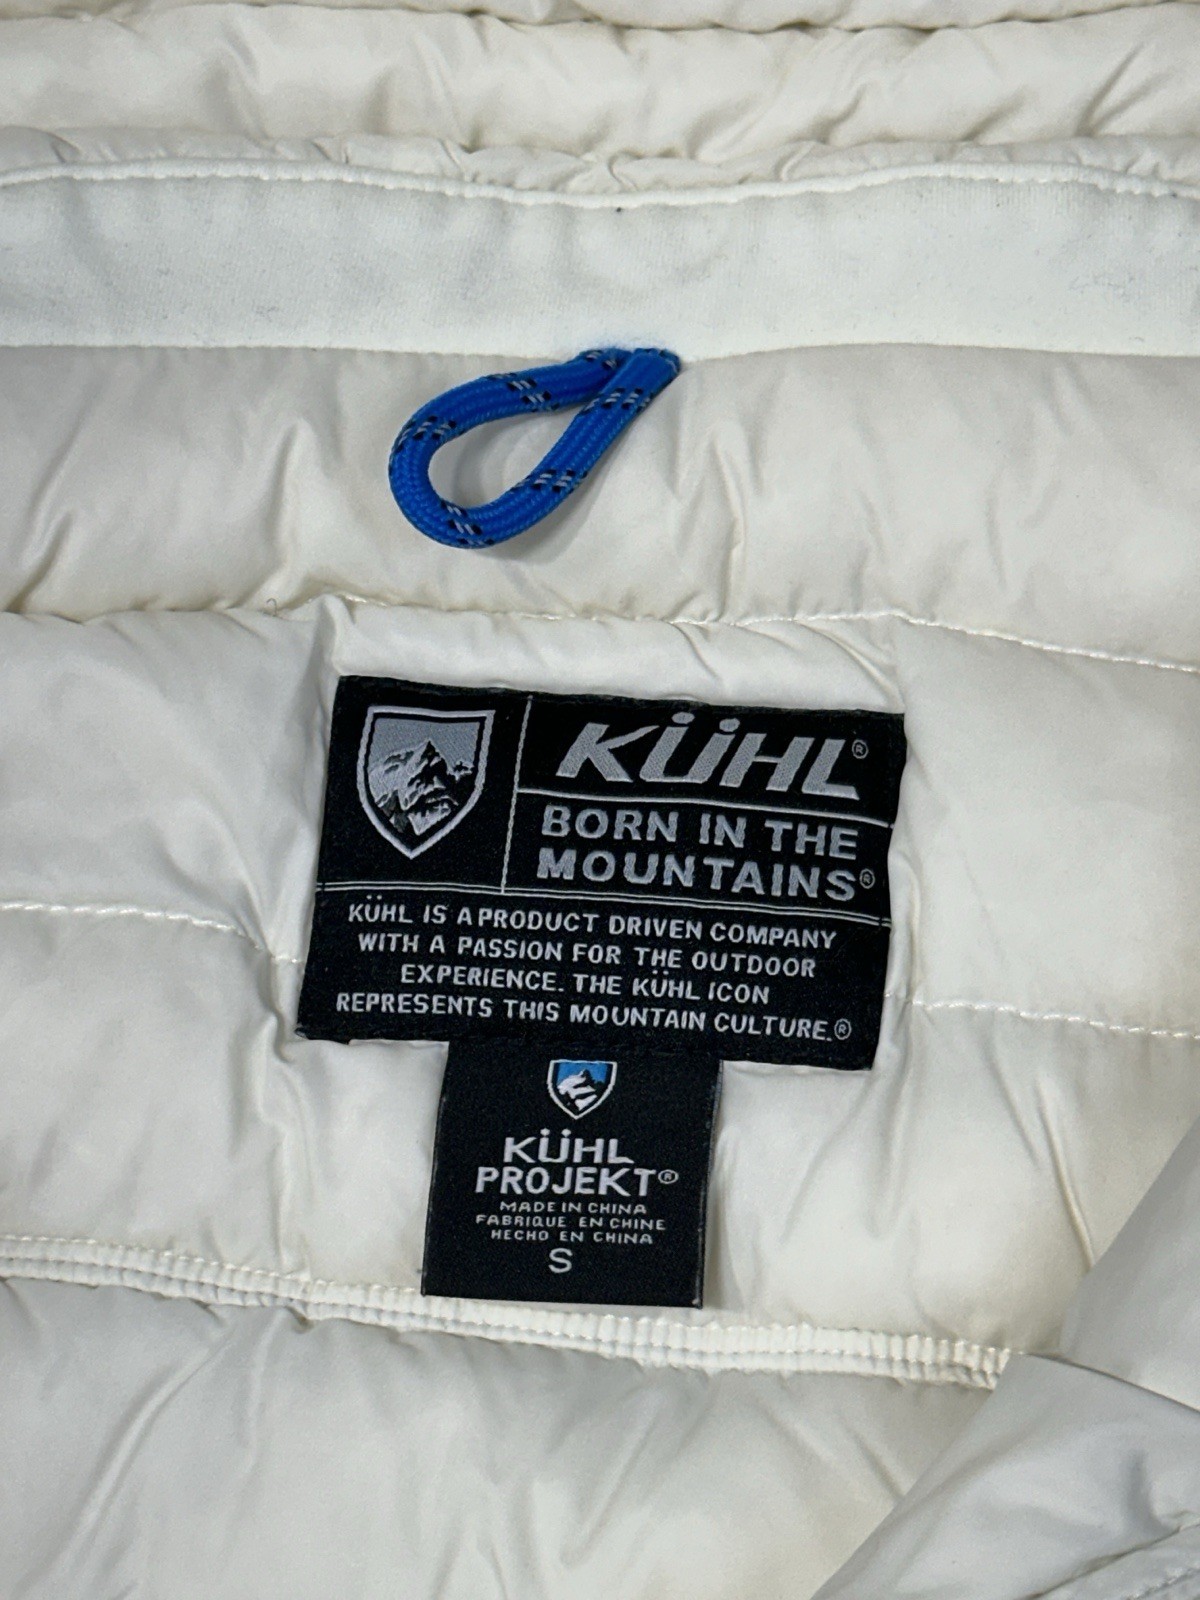 KÜHL®
BORN IN THE
MOUNTAINS®
KÜHL IS A PRODUCT DRIVEN COMPANY
WITH A PASSION FOR THE OUTDOOR
EXPERIENCE. THE KÜHL ICON
REPRESENTS THIS MOUNTAIN CULTURE.®
KÜHL
PROJEKT®
MADE IN CHINA
FABRIQUE EN CHINE
HECHO EN CHINA
S